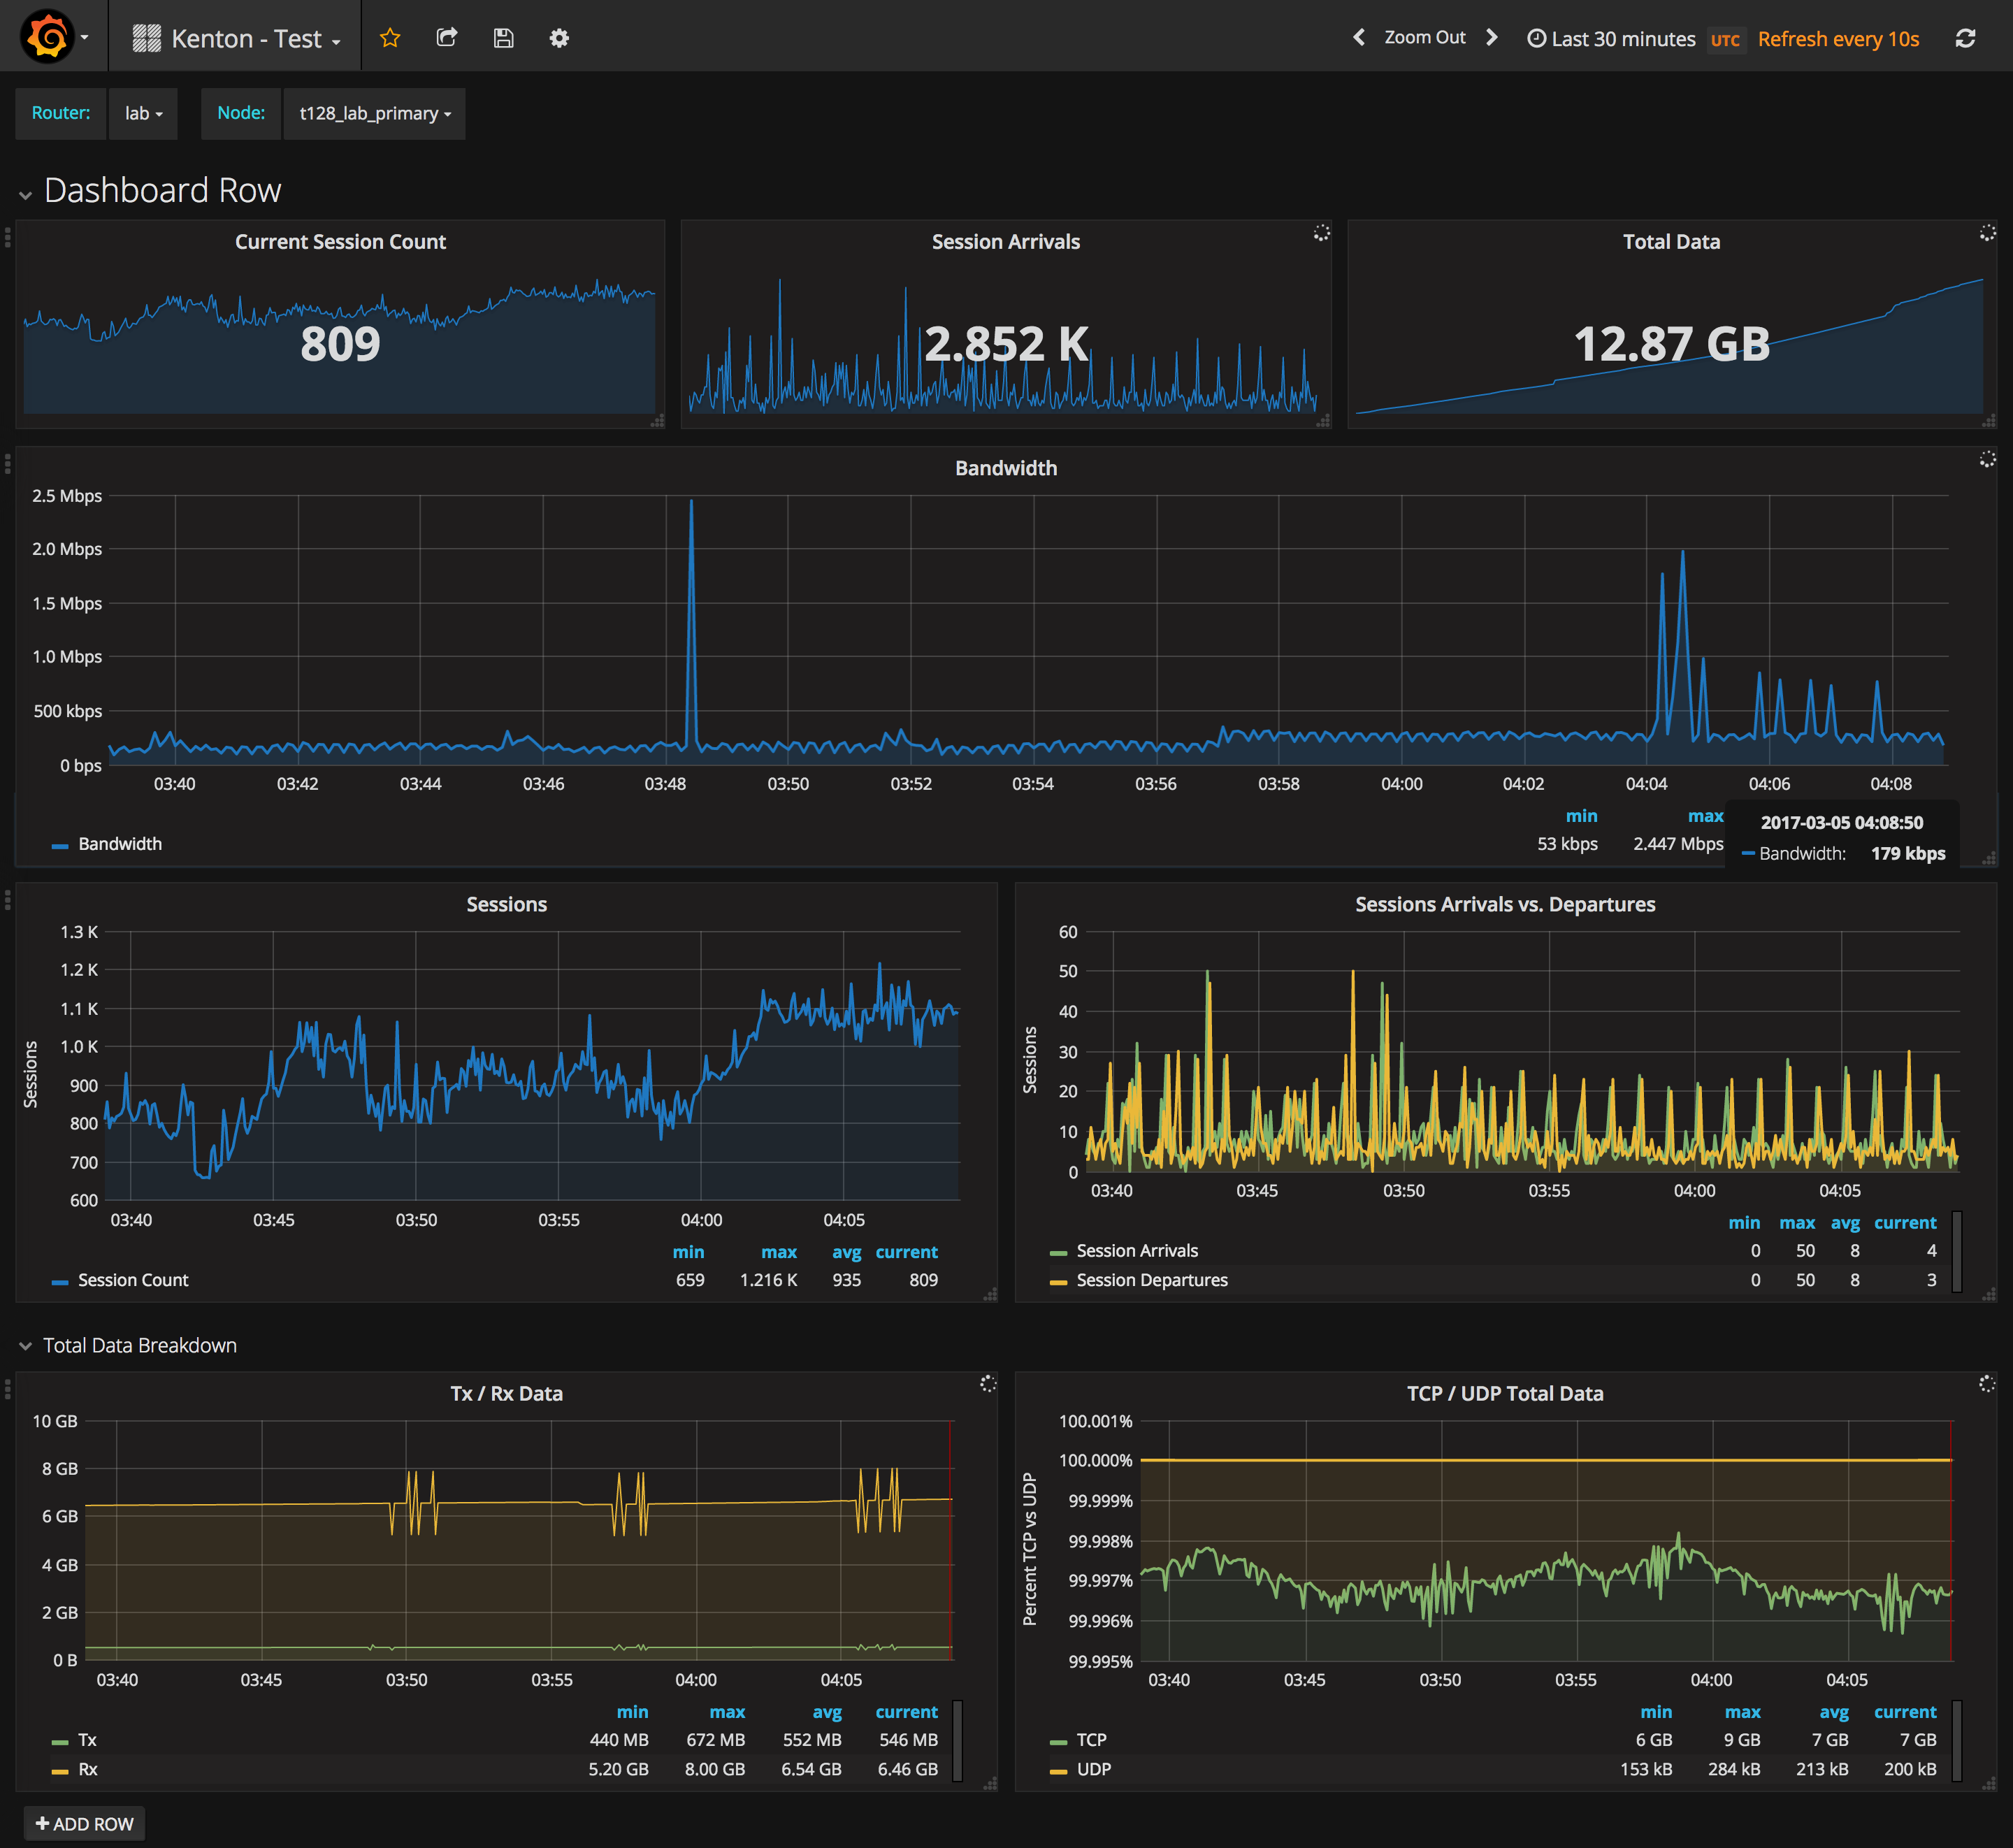 Kenton - Test
Zoom Out
Last 30 minutes UTC Refresh every 10s
Router: lab Node: t128_lab_primary
Dashboard Row
Current Session Count
809
Session Arrivals
2.852 K
Total Data
12.87 GB
Bandwidth
2.5 Mbps
2.0 Mbps
1.5 Mbps
1.0 Mbps
500 kbps
0 bps
03:40 03:42 03:44 03:46 03:48 03:50 03:52 03:54 03:56 03:58 04:00 04:02 04:04 04:06 04:08
min max
Bandwidth 53 kbps 2.447 Mbps
2017-03-05 04:08:50
Bandwidth: 179 kbps
Sessions
Sessions
1.3 K
1.2 K
1.1 K
1.0 K
900
800
700
600
03:40 03:45 03:50 03:55 04:00 04:05
min max avg current
Session Count 659 1.216 K 935 809
Sessions Arrivals vs. Departures
Sessions
60
50
40
30
20
10
0
03:40 03:45 03:50 03:55 04:00 04:05
min max avg current
Session Arrivals 0 50 8 4
Session Departures 0 50 8 3
Total Data Breakdown
Tx / Rx Data
10 GB
8 GB
6 GB
4 GB
2 GB
0 B
03:40 03:45 03:50 03:55 04:00 04:05
min max avg current
Tx 440 MB 672 MB 552 MB 546 MB
Rx 5.20 GB 8.00 GB 6.54 GB 6.46 GB
TCP / UDP Total Data
Percent TCP vs UDP
100.001%
100.000%
99.999%
99.998%
99.997%
99.996%
99.995%
03:40 03:45 03:50 03:55 04:00 04:05
min max avg current
TCP 6 GB 9 GB 7 GB 7 GB
UDP 153 kB 284 kB 213 kB 200 kB
ADD ROW